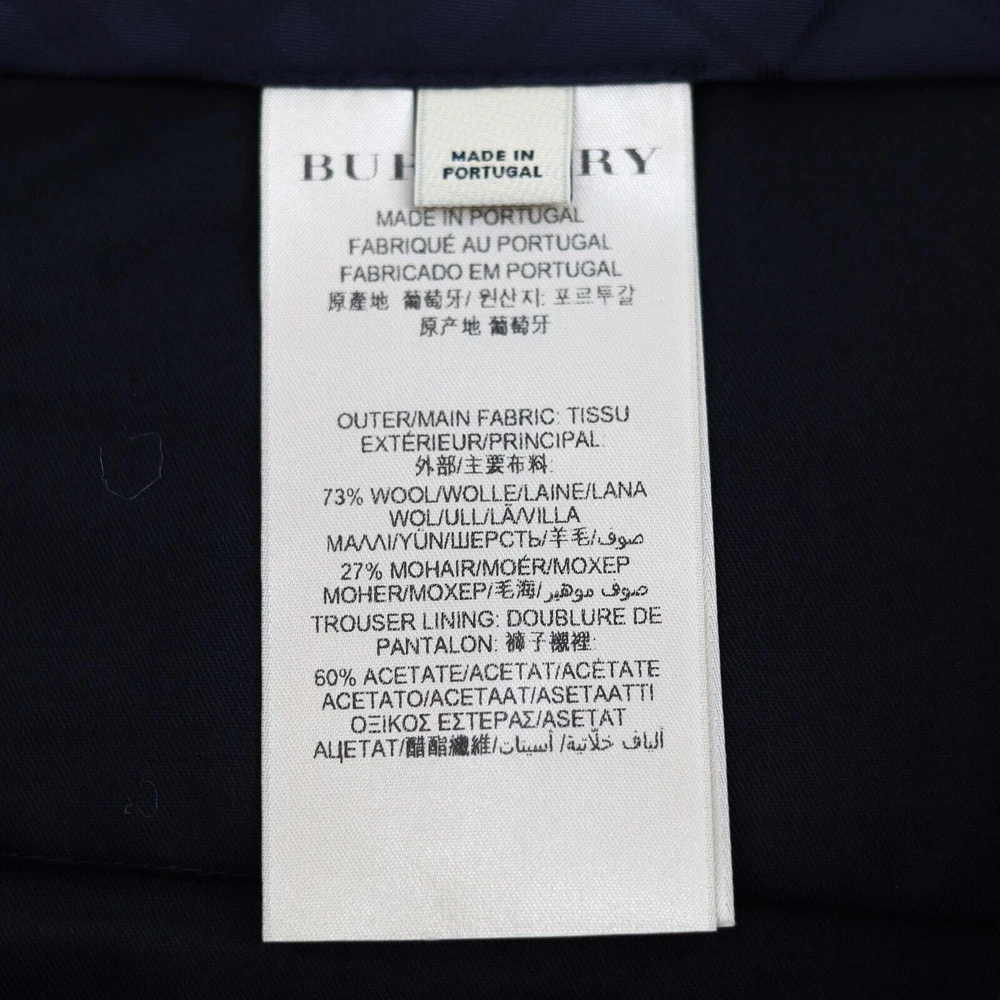 BU RY
MADE IN
PORTUGAL
MADE IN PORTUGAL
FABRIQUÉ AU PORTUGAL
FABRICADO EM PORTUGAL
原產地 葡萄牙/ 원산지: 포르투갈
原产地 葡萄牙
OUTER/MAIN FABRIC: TISSU
EXTÉRIEUR/PRINCIPAL:
外部/主要布料:
73% WOOL/WOLLE/LAINE/LANA
WOL/ULL/LÃ/VILLA
ΜΑΛΛΙ/YÜN/ШЕРСТЬ/羊毛/صوف
27% MOHAIR/MOÉR/MOXEP
MOHER/MOXEP/毛海/صوف موهير
TROUSER LINING: DOUBLURE DE
PANTALON: 褲子襯裡:
60% ACETATE/ACETAT/ACÉTATE
ACETATO/ACETAAT/ASETAATTI
ΟΞΙΚΟΣ ΕΣΤΕΡΑΣ/ASETAT
АЦЕТАТ/醋酯纖維/ألياف خلّاتية/ أسيتات